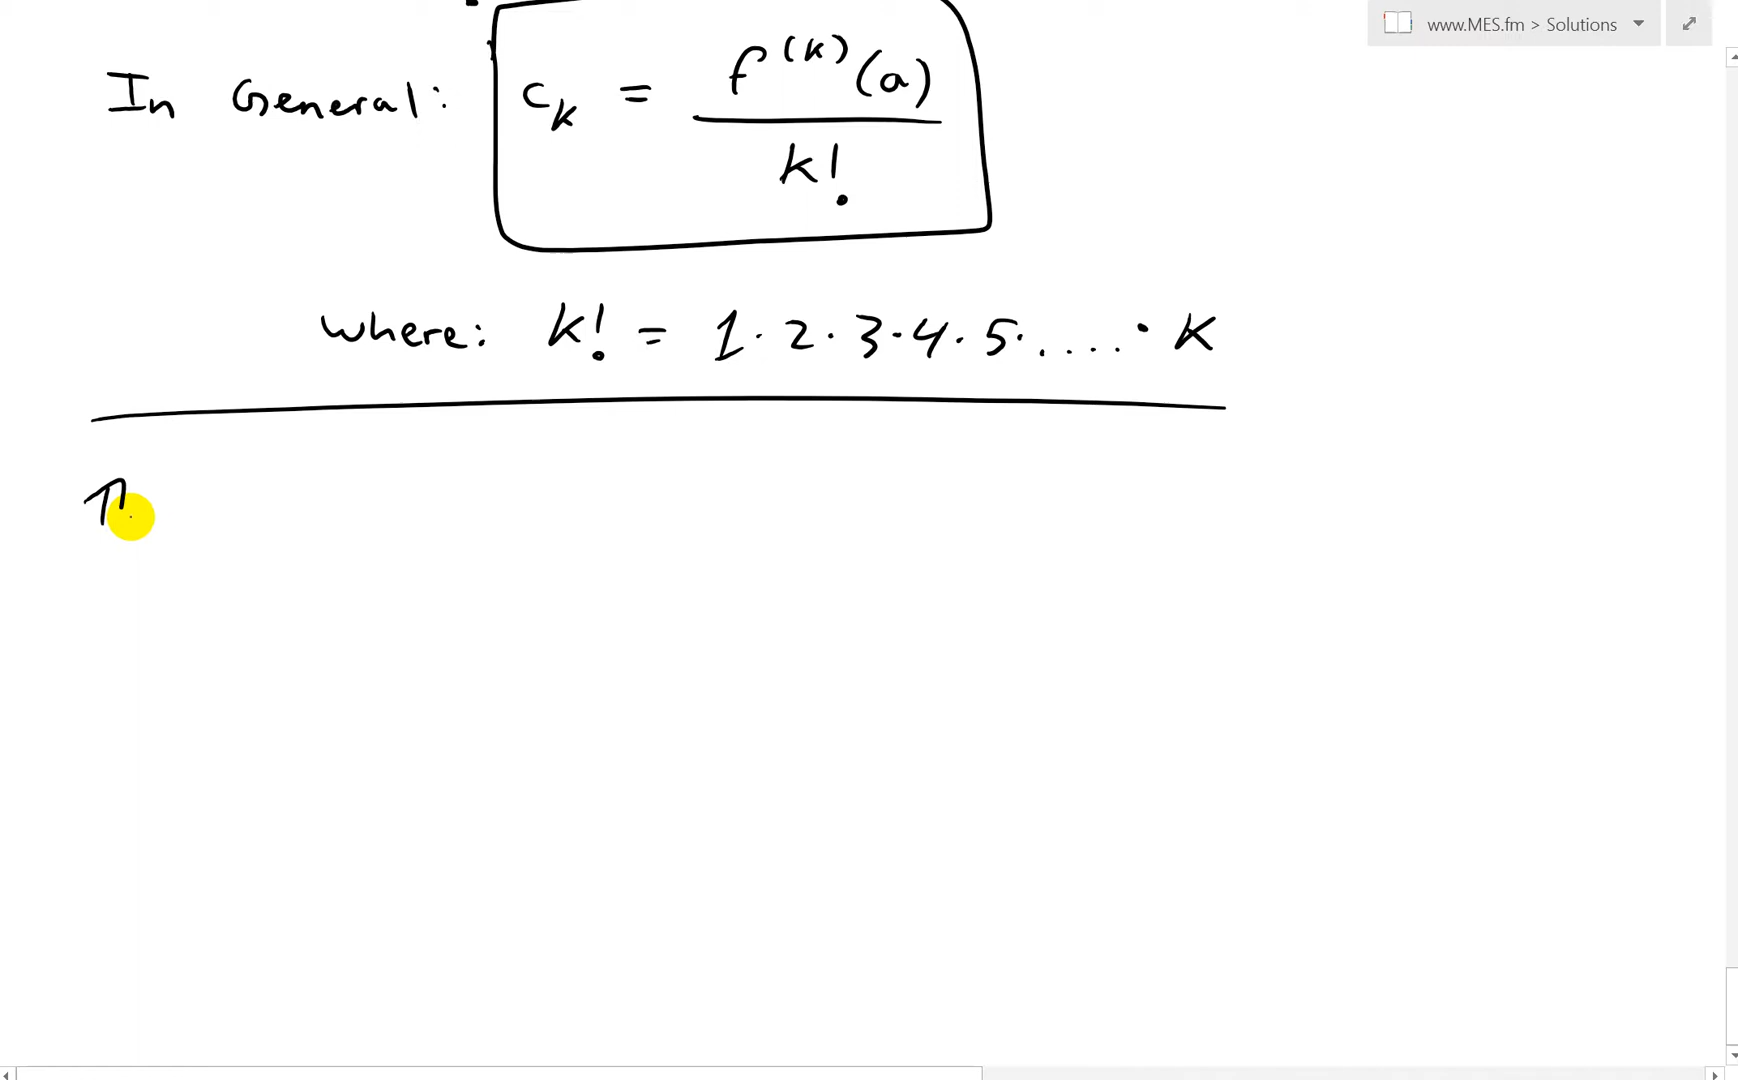 www.MES.fm > Solutions
In General: c_k = f^(k)(a) / k!
where: k! = 1 · 2 · 3 · 4 · 5 · .... · k